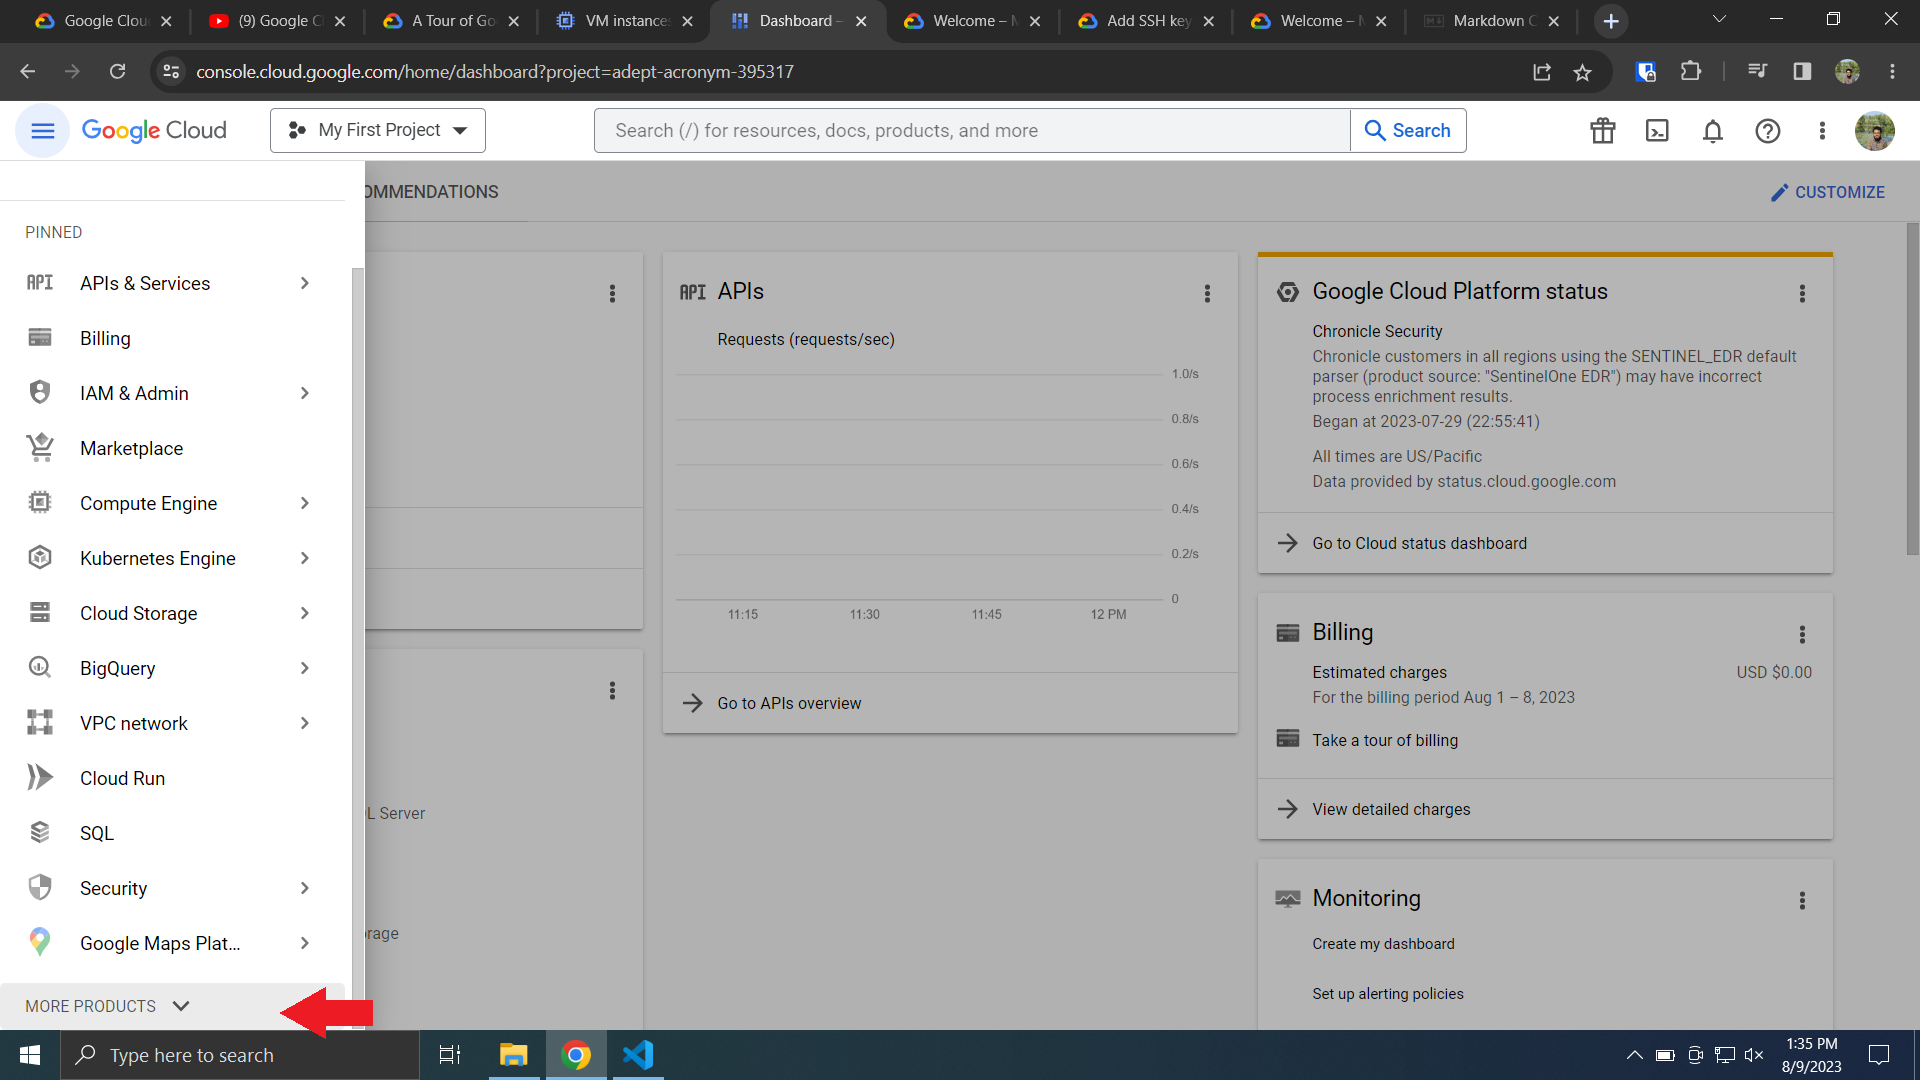 Google Clou
(9) Google C
A Tour of Go
VM instances
Dashboard –
Welcome – M
Add SSH key
Welcome – M
Markdown C
console.cloud.google.com/home/dashboard?project=adept-acronym-395317
Google Cloud
My First Project
Search (/) for resources, docs, products, and more
Search
OMMENDATIONS
CUSTOMIZE
PINNED
API APIs & Services
Billing
IAM & Admin
Marketplace
Compute Engine
Kubernetes Engine
Cloud Storage
BigQuery
VPC network
Cloud Run
SQL
Security
Google Maps Plat...
MORE PRODUCTS
L Server
orage
API APIs
Requests (requests/sec)
1.0/s
0.8/s
0.6/s
0.4/s
0.2/s
0
11:15
11:30
11:45
12 PM
Go to APIs overview
Google Cloud Platform status
Chronicle Security
Chronicle customers in all regions using the SENTINEL_EDR default
parser (product source: "SentinelOne EDR") may have incorrect
process enrichment results.
Began at 2023-07-29 (22:55:41)
All times are US/Pacific
Data provided by status.cloud.google.com
Go to Cloud status dashboard
Billing
Estimated charges
USD $0.00
For the billing period Aug 1 – 8, 2023
Take a tour of billing
View detailed charges
Monitoring
Create my dashboard
Set up alerting policies
Type here to search
1:35 PM
8/9/2023